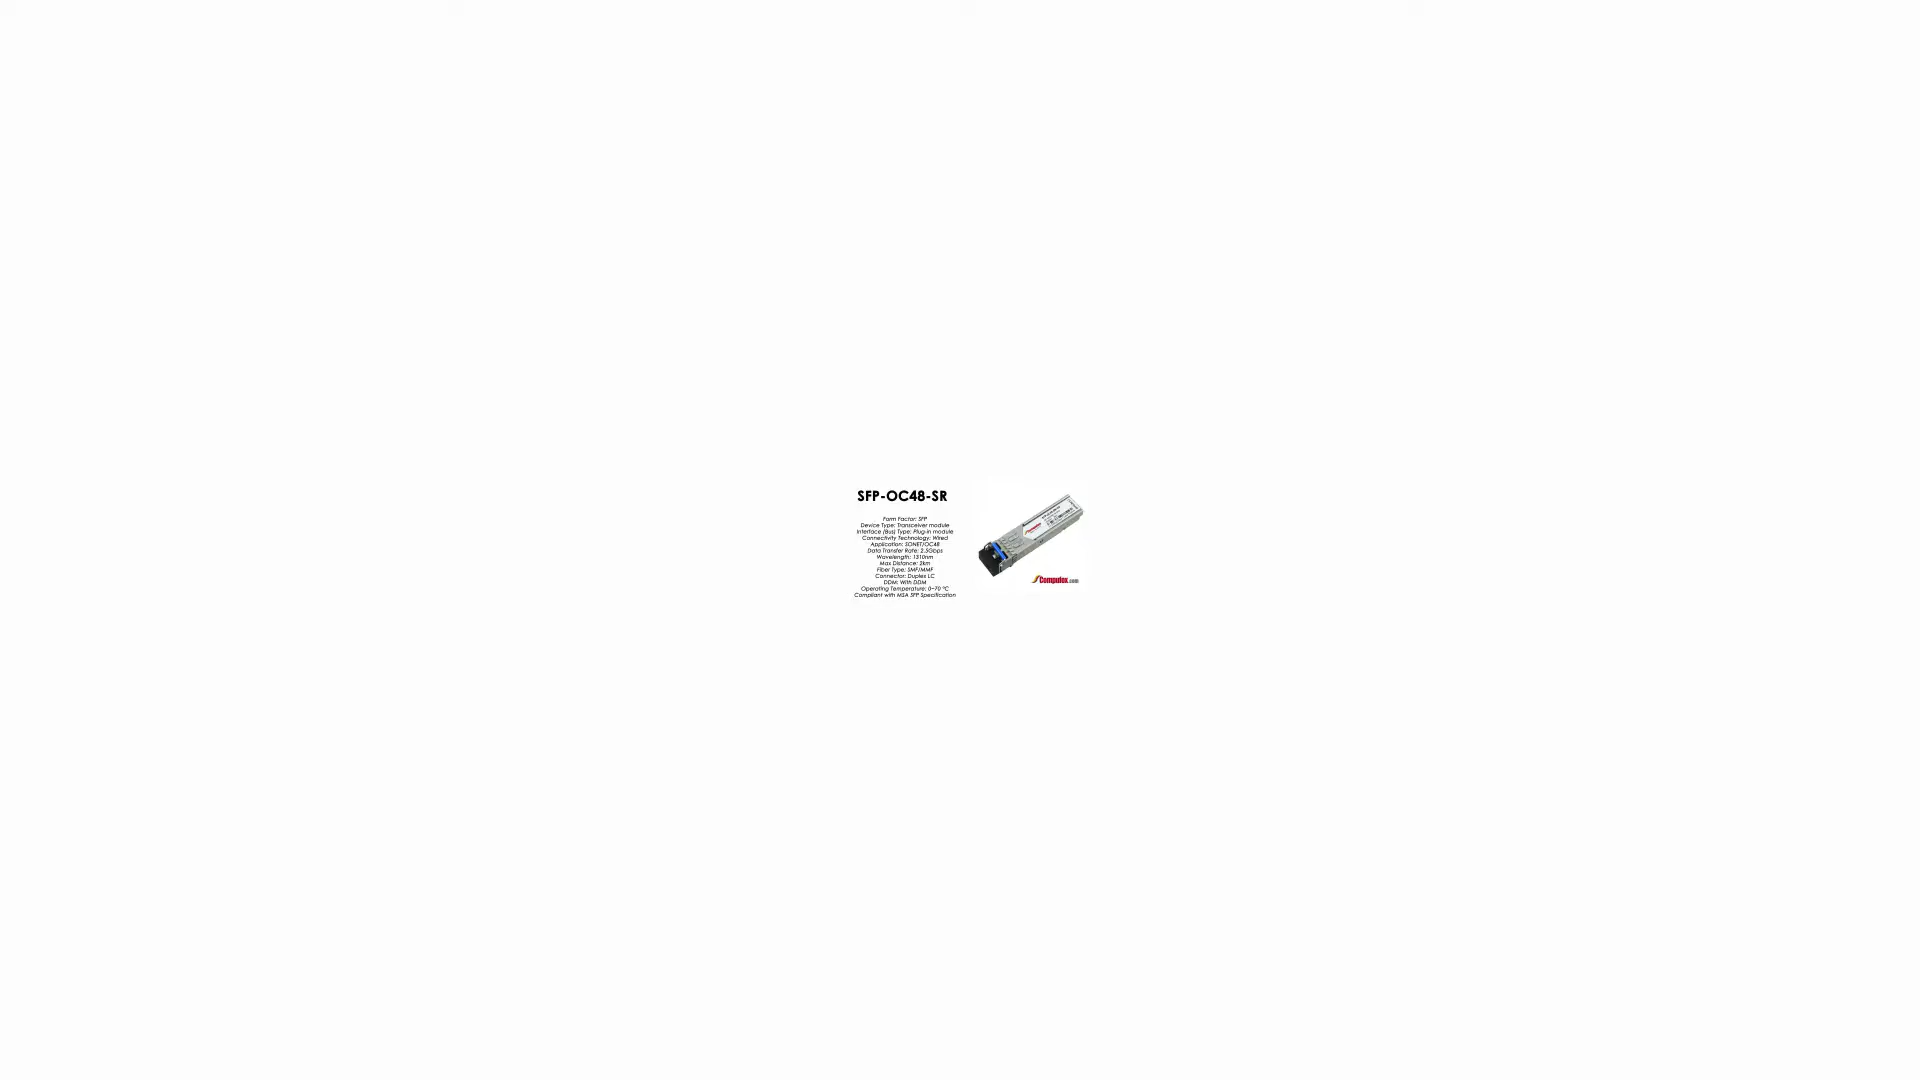 SFP-OC48-SR
Form Factor: SFP
Device Type: Transceiver module
Interface (Bus) Type: Plug-in module
Connectivity Technology: Wired
Application: SONET/OC48
Data Transfer Rate: 2.5Gbps
Wavelength: 1310nm
Max Distance: 2km
Fiber Type: SMF/MMF
Connector: Duplex LC
DDM: With DDM
Operating Temperature: 0~70 °C
Compliant with MSA SFP Specification
Compufox.com